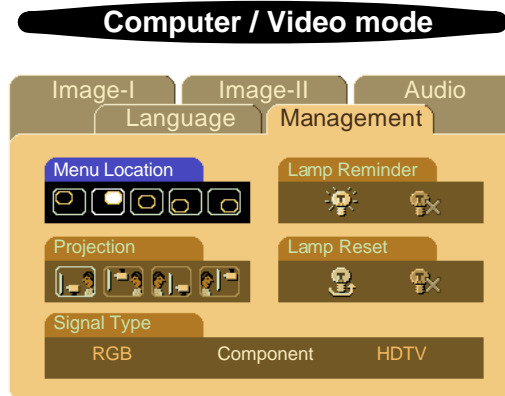 Computer / Video mode
Image-I Image-II Audio
Language Management
Menu Location Lamp Reminder
Projection Lamp Reset
Signal Type
RGB Component HDTV